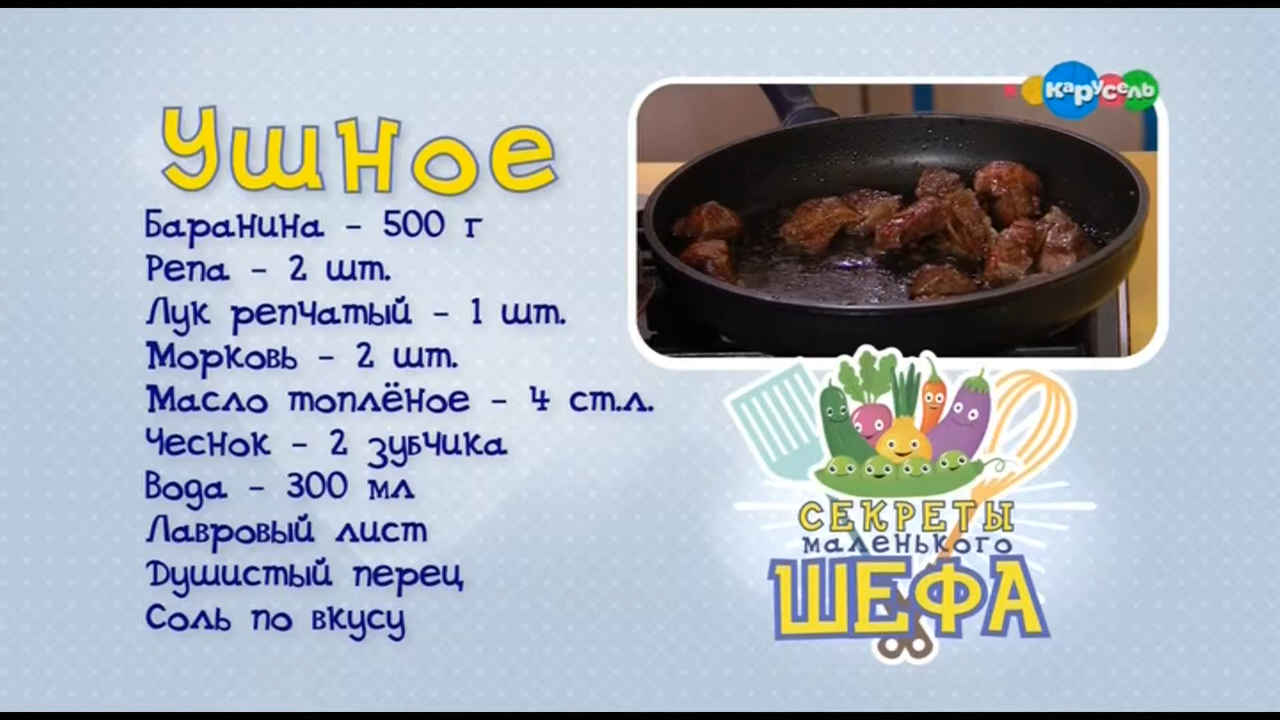 Ушное
Баранина - 500 г
Репа - 2 шт.
Лук репчатый - 1 шт.
Морковь - 2 шт.
Масло топлёное - 4 ст.л.
Чеснок - 2 зубчика
Вода - 300 мл
Лавровый лист
Душистый перец
Соль по вкусу
карусель
СЕКРЕТЫ
маленького
ШЕФА